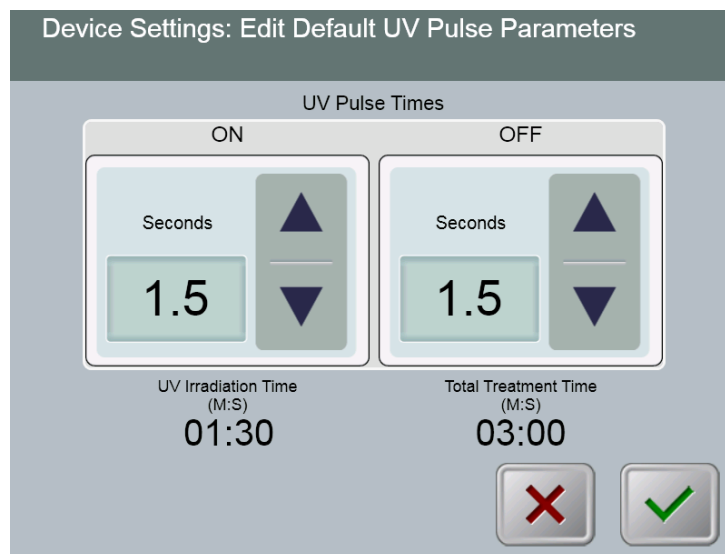 Device Settings: Edit Default UV Pulse Parameters
UV Pulse Times
ON
OFF
Seconds
1.5
Seconds
1.5
UV Irradiation Time
(M:S)
01:30
Total Treatment Time
(M:S)
03:00